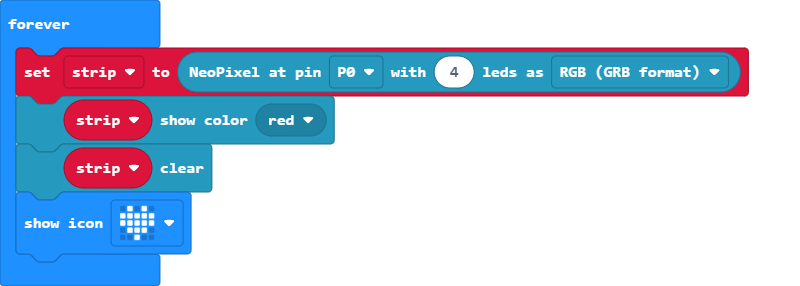 forever
set strip to NeoPixel at pin P0 with 4 leds as RGB (GRB format)
strip show color red
strip clear
show icon